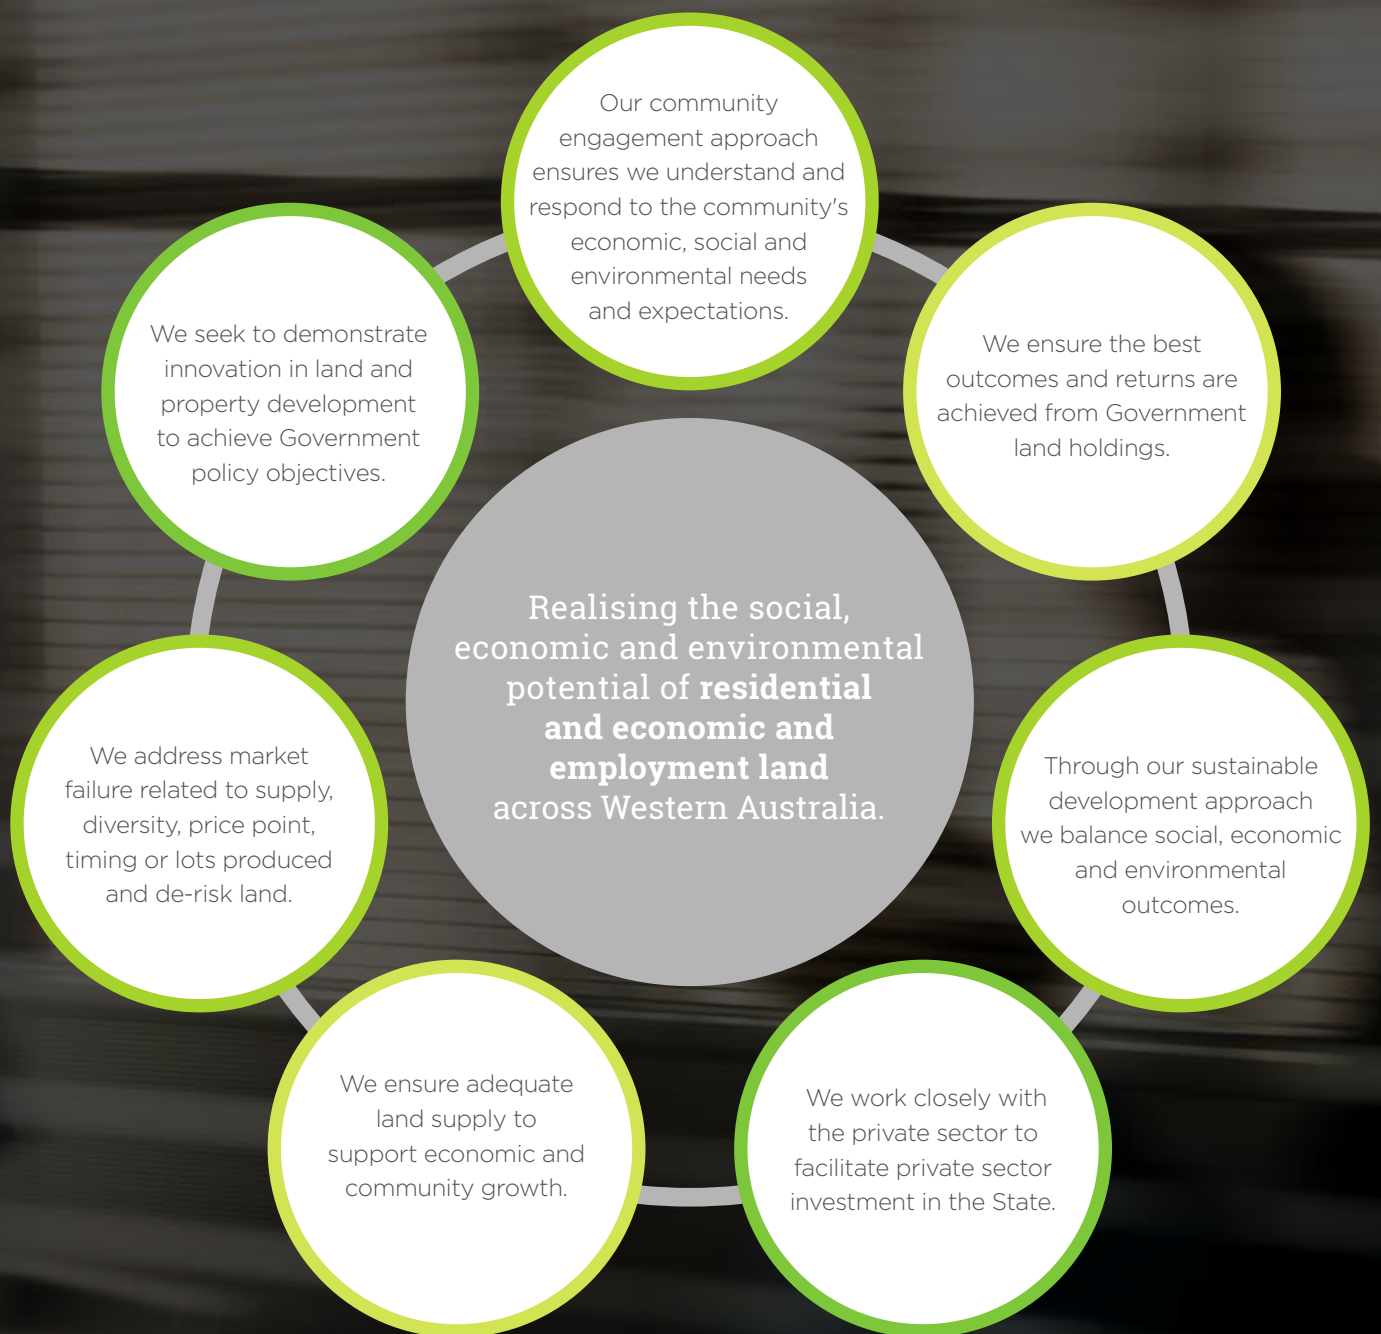 Our community
engagement approach
ensures we understand and
respond to the community's
economic, social and
environmental needs
and expectations.
We ensure the best
outcomes and returns are
achieved from Government
land holdings.
Through our sustainable
development approach
we balance social, economic
and environmental
outcomes.
We work closely with
the private sector to
facilitate private sector
investment in the State.
We ensure adequate
land supply to
support economic and
community growth.
We address market
failure related to supply,
diversity, price point,
timing or lots produced
and de-risk land.
We seek to demonstrate
innovation in land and
property development
to achieve Government
policy objectives.
Realising the social,
economic and environmental
potential of residential
and economic and
employment land
across Western Australia.